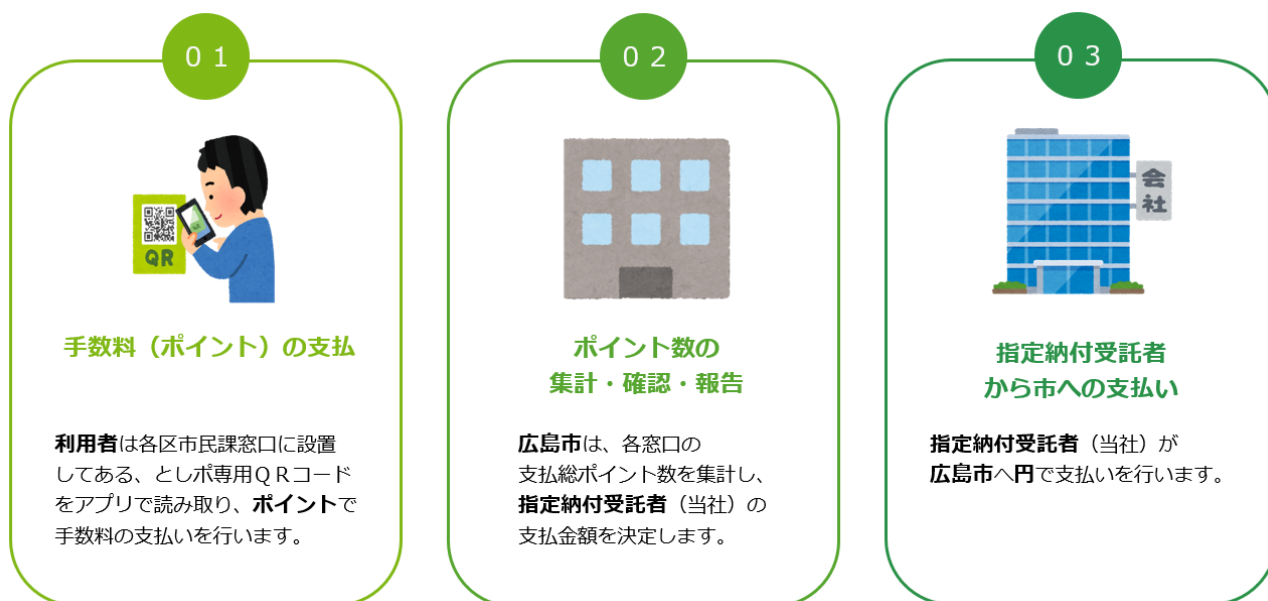 01
QR
手数料（ポイント）の支払
利用者は各区市民課窓口に設置
してある、としポ専用ＱＲコード
をアプリで読み取り、ポイントで
手数料の支払いを行います。
02
ポイント数の
集計・確認・報告
広島市は、各窓口の
支払総ポイント数を集計し、
指定納付受託者（当社）の
支払金額を決定します。
03
会社
指定納付受託者
から市への支払い
指定納付受託者（当社）が
広島市へ円で支払いを行います。